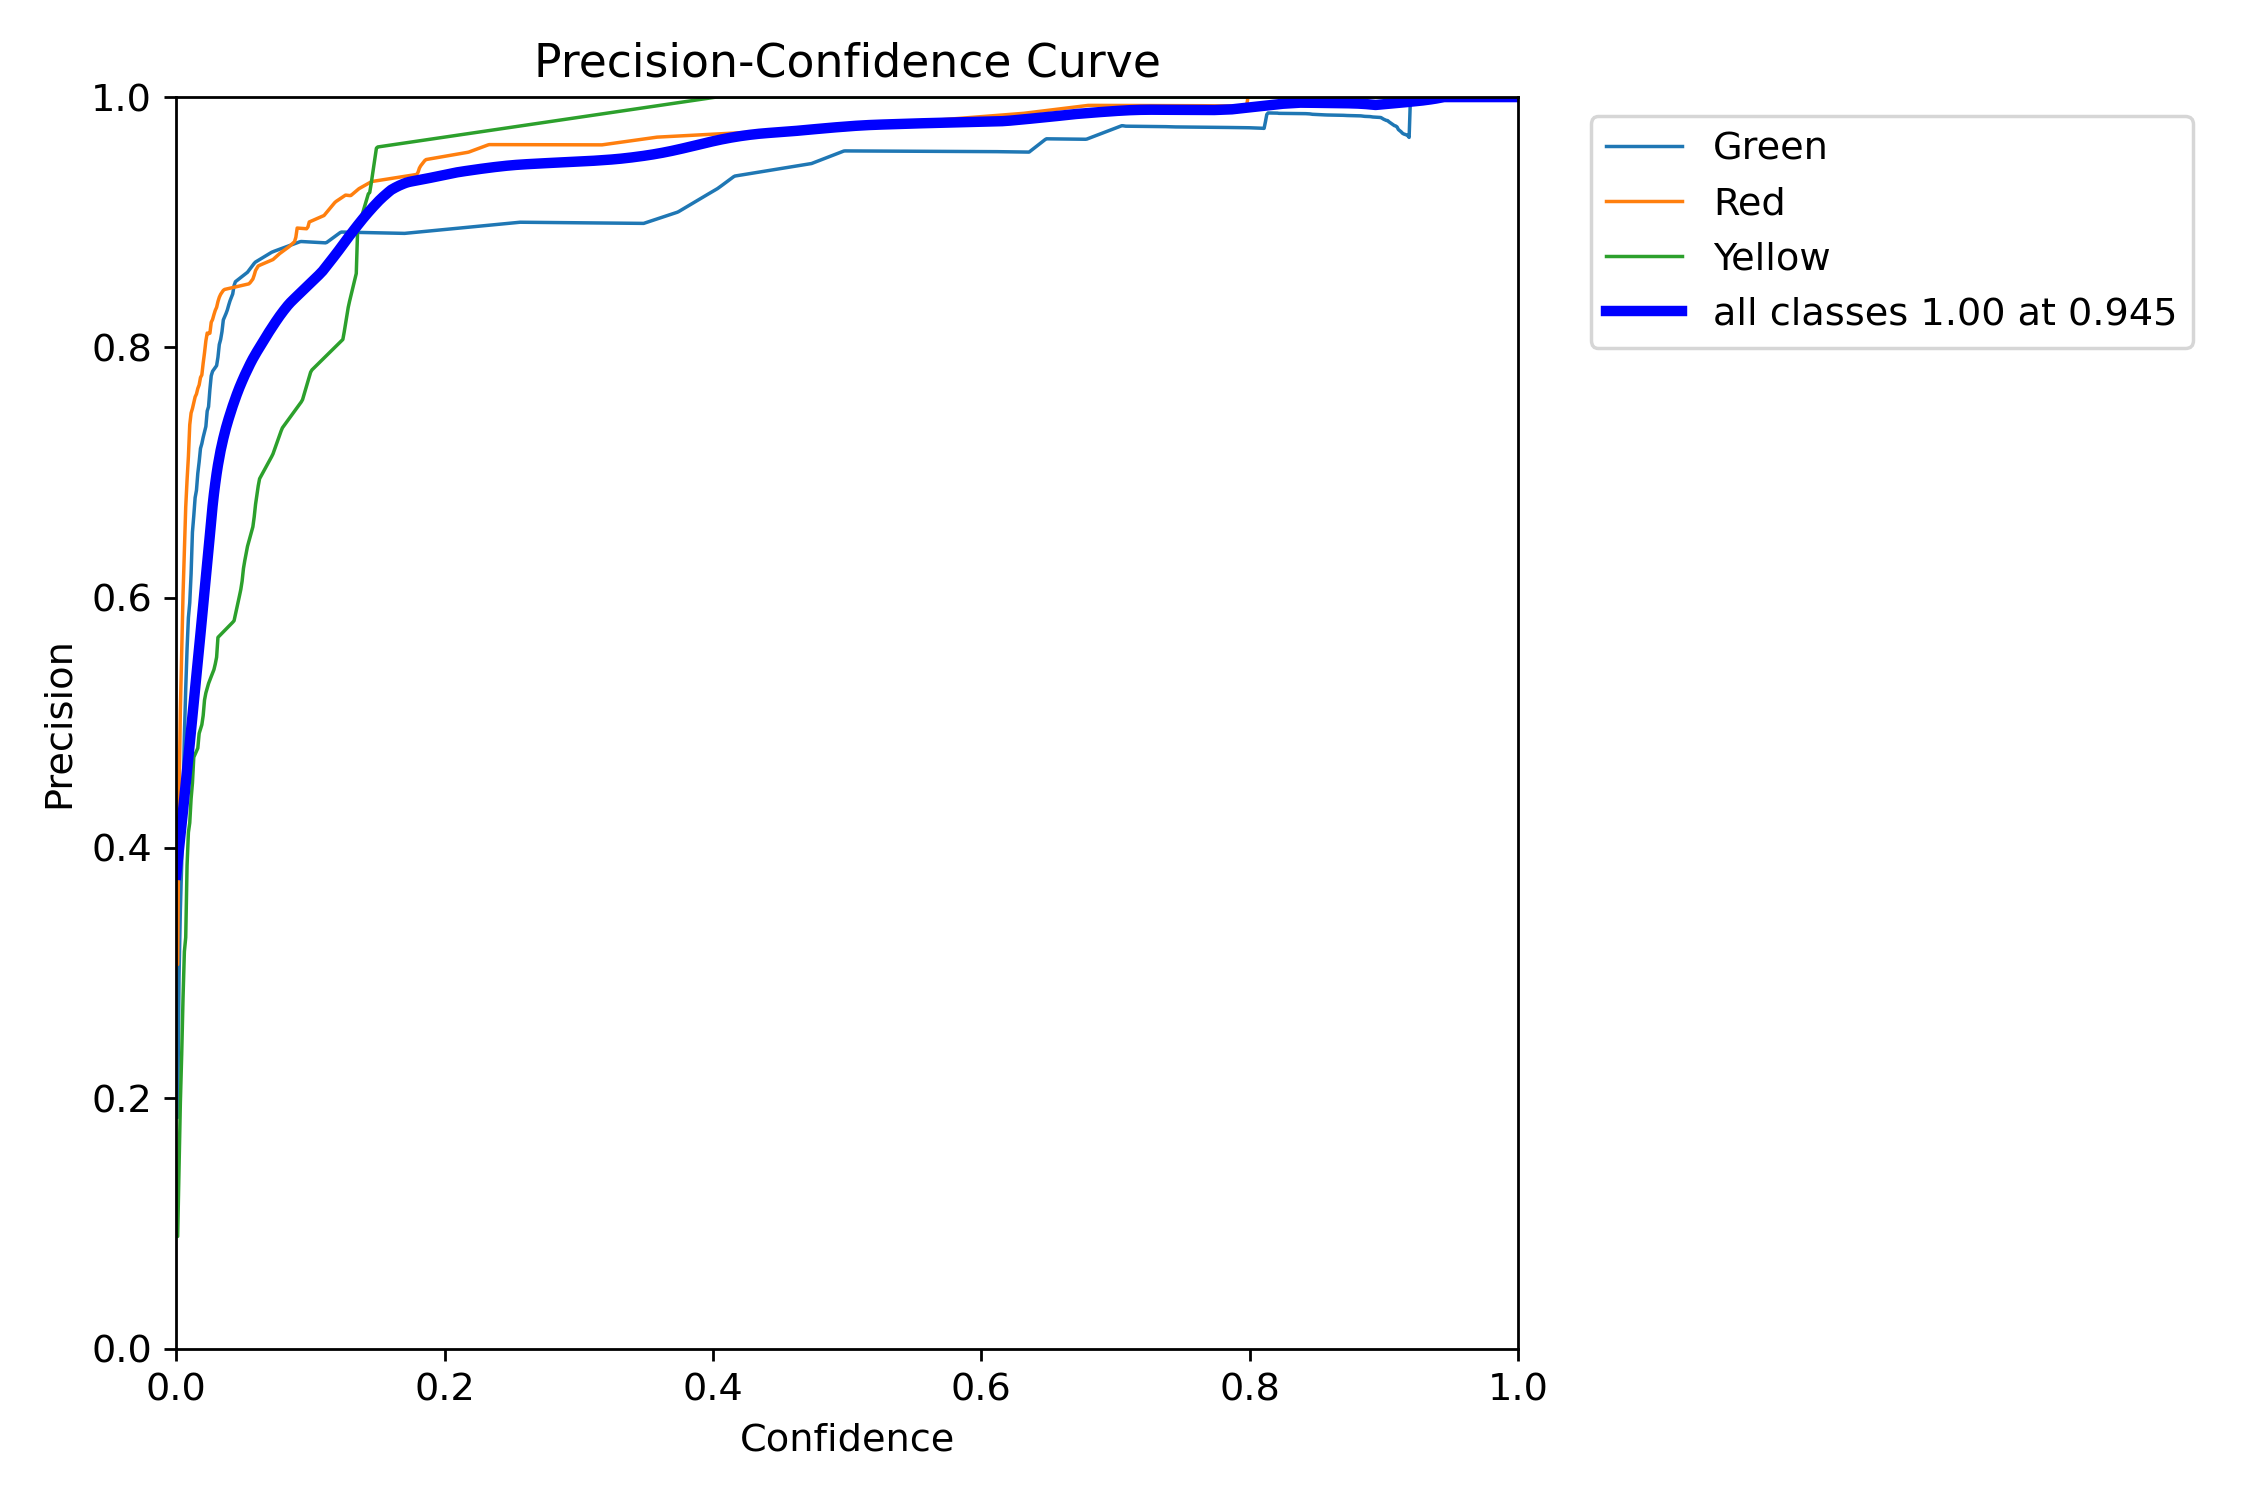 Precision-Confidence Curve
1.0
0.8
0.6
0.4
0.2
0.0
Precision
0.0 0.2 0.4 0.6 0.8 1.0
Confidence
Green
Red
Yellow
all classes 1.00 at 0.945